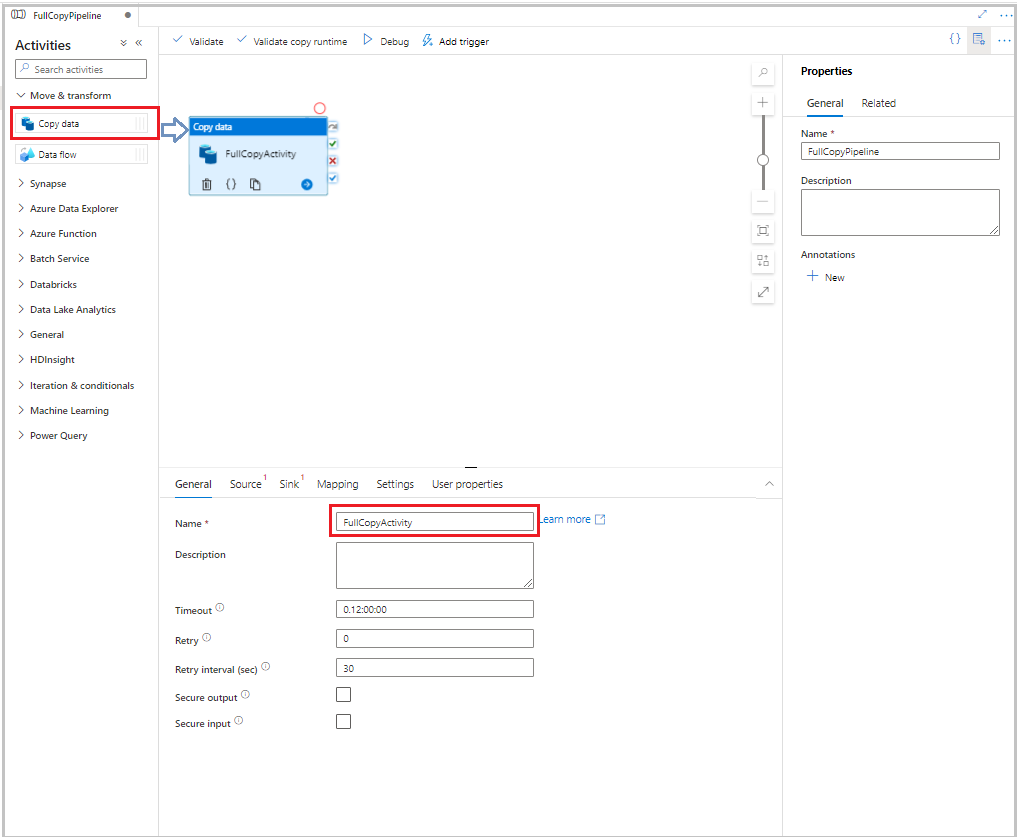 FullCopyPipeline
Activities
Search activities
Move & transform
Copy data
Data flow
Synapse
Azure Data Explorer
Azure Function
Batch Service
Databricks
Data Lake Analytics
General
HDInsight
Iteration & conditionals
Machine Learning
Power Query
Validate
Validate copy runtime
Debug
Add trigger
Copy data
FullCopyActivity
Properties
General Related
Name *
FullCopyPipeline
Description
Annotations
New
General Source 1 Sink 1 Mapping Settings User properties
Name * FullCopyActivity Learn more
Description
Timeout 0.12:00:00
Retry 0
Retry interval (sec) 30
Secure output
Secure input